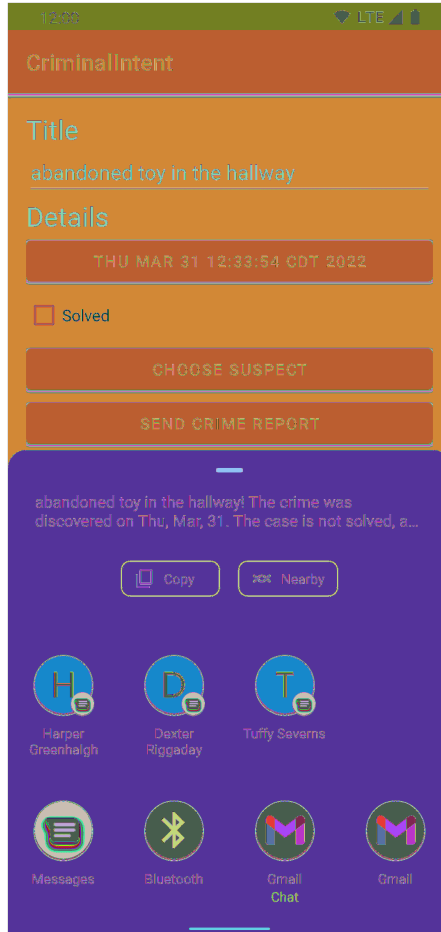 12:00
LTE
CriminalIntent
Title
abandoned toy in the hallway
Details
THU MAR 31 12:33:54 CDT 2022
Solved
CHOOSE SUSPECT
SEND CRIME REPORT
abandoned toy in the hallway! The crime was
discovered on Thu, Mar, 31. The case is not solved, a...
Copy
Nearby
H
D
T
Harper
Greenhalgh
Dexter
Riggaday
Tuffy Severns
Messages
Bluetooth
Gmail
Chat
Gmail